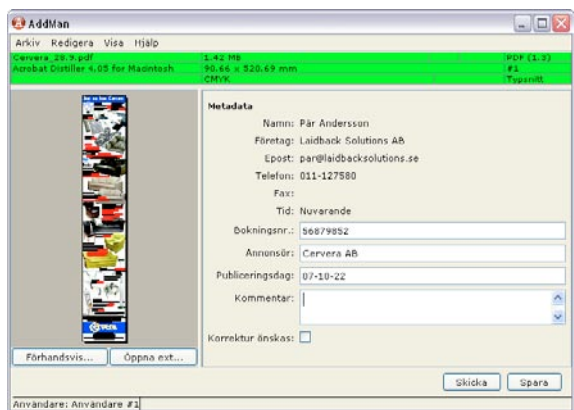 AddMan
Arkiv Redigera Visa Hjälp
Cervera_28.9.pdf 1.42 MB PDF (1.3)
Acrobat Distiller 4.05 for Macintosh 90.66 x 520.69 mm #1
CMYK Typsnitt
Metadata
Namn: Pär Andersson
Företag: Laidback Solutions AB
Epost: par@laidbacksolutions.se
Telefon: 011-127580
Fax:
Tid: Nuvarande
Bokningsnr.: 56879852
Annonsör: Cervera AB
Publiceringsdag: 07-10-22
Kommentar:
Korrektur önskas:
Cervera
Förhandsvis... Öppna ext...
Skicka Spara
Användare: Användare #1